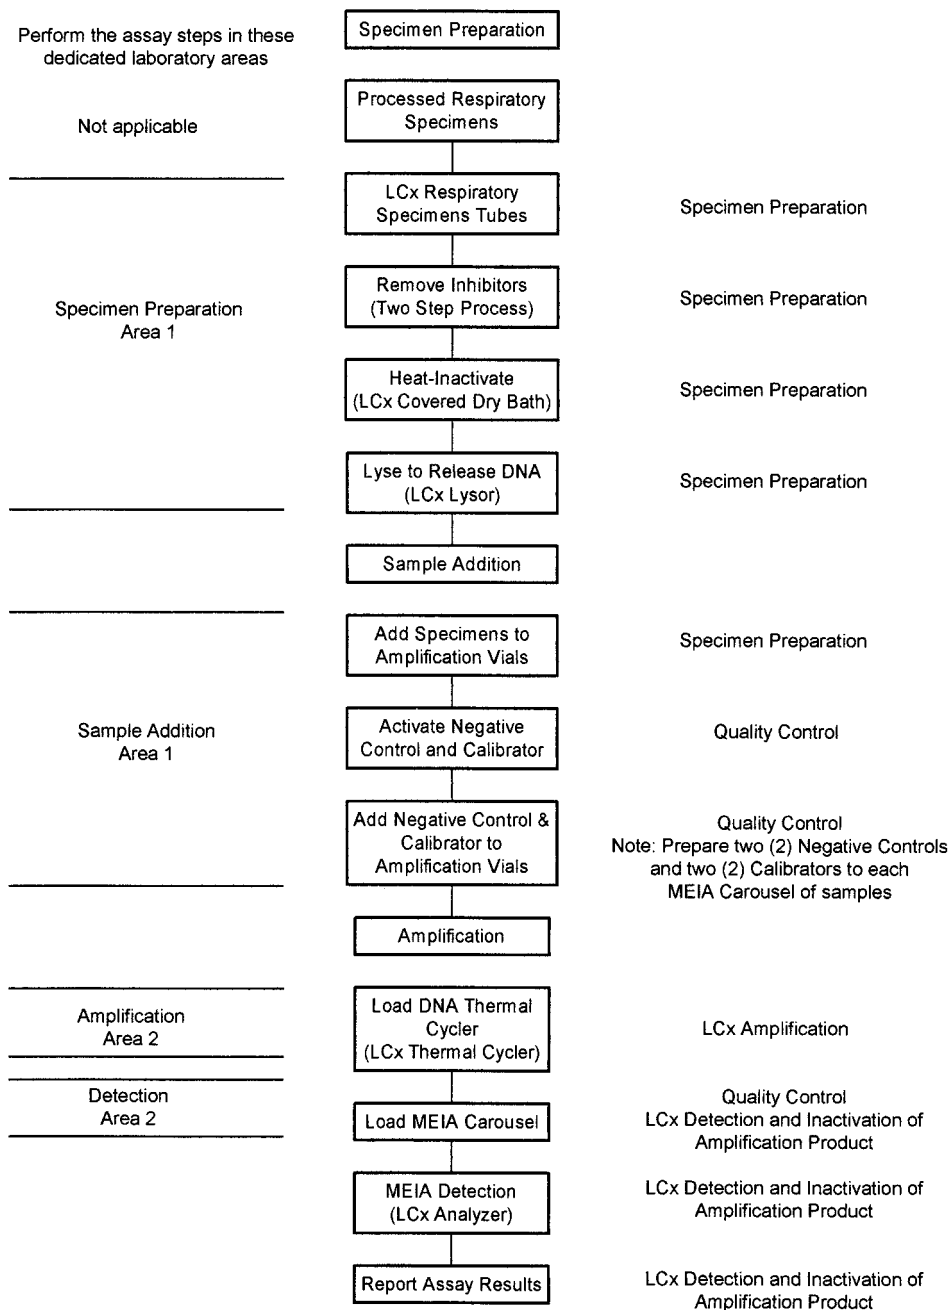 Perform the assay steps in these
dedicated laboratory areas
Specimen Preparation
Not applicable
Processed Respiratory
Specimens
LCx Respiratory
Specimens Tubes
Specimen Preparation
Specimen Preparation
Area 1
Remove Inhibitors
(Two Step Process)
Specimen Preparation
Heat-Inactivate
(LCx Covered Dry Bath)
Specimen Preparation
Lyse to Release DNA
(LCx Lysor)
Specimen Preparation
Sample Addition
Add Specimens to
Amplification Vials
Specimen Preparation
Sample Addition
Area 1
Activate Negative
Control and Calibrator
Quality Control
Add Negative Control &
Calibrator to
Amplification Vials
Quality Control
Note: Prepare two (2) Negative Controls
and two (2) Calibrators to each
MEIA Carousel of samples
Amplification
Amplification
Area 2
Load DNA Thermal
Cycler
(LCx Thermal Cycler)
LCx Amplification
Detection
Area 2
Load MEIA Carousel
Quality Control
LCx Detection and Inactivation of
Amplification Product
MEIA Detection
(LCx Analyzer)
LCx Detection and Inactivation of
Amplification Product
Report Assay Results
LCx Detection and Inactivation of
Amplification Product